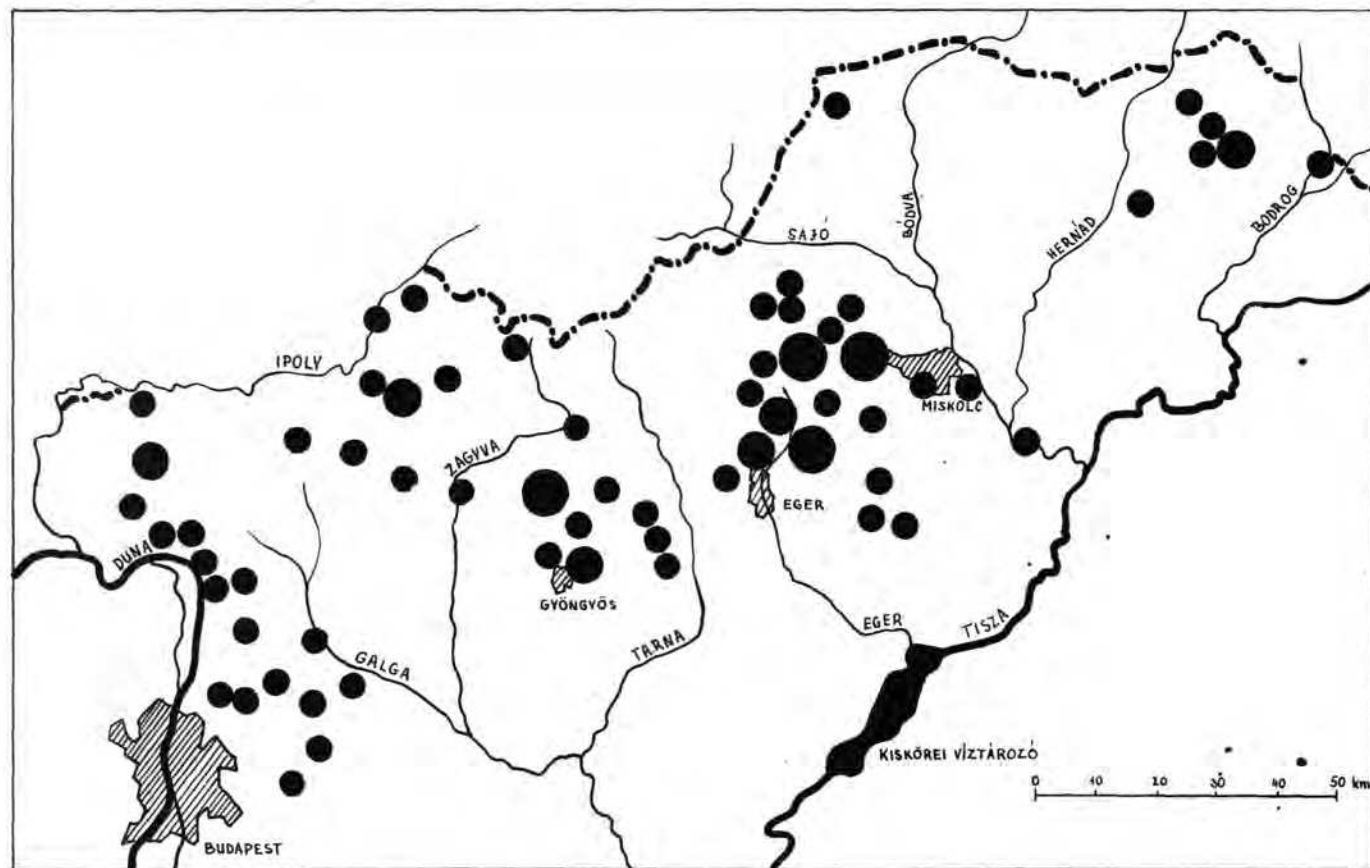 SAJÓ
BÓDVA
HERNÁD
BODROG
IPOLY
MISKOLC
ZAGYVA
EGER
DUNA
GYÖNGYÖS
EGER
TISZA
TARNA
GALGA
KISKÖREI VÍZTÁROZÓ
0 10 20 30 40 50 km
BUDAPEST